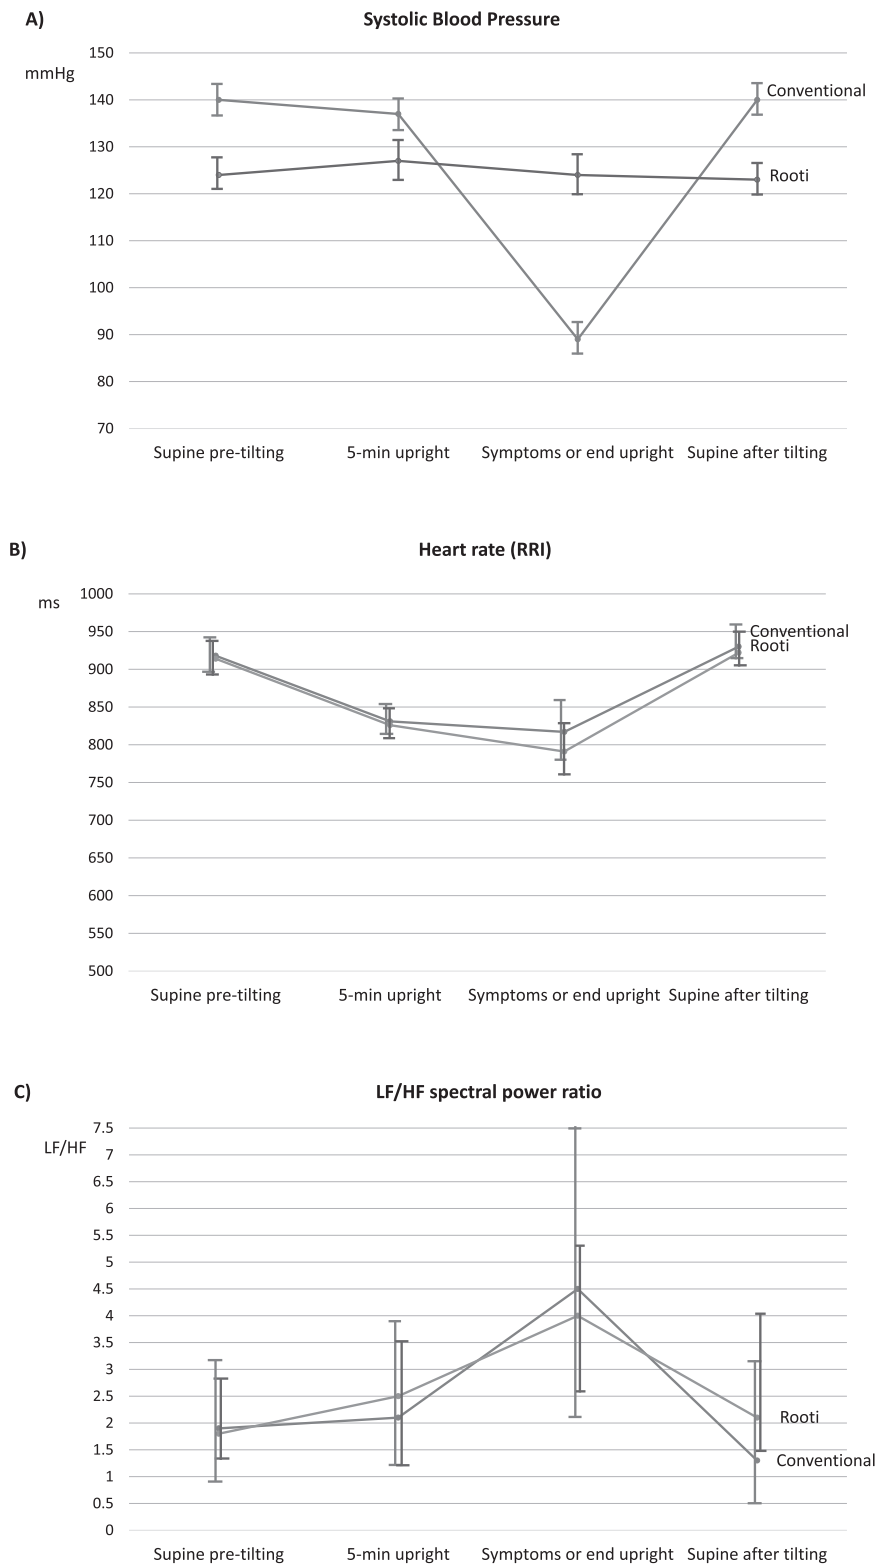 A)
Systolic Blood Pressure
mmHg
150
140
130
120
110
100
90
80
70
Conventional
Rooti
Supine pre-tilting
5-min upright
Symptoms or end upright
Supine after tilting
B)
Heart rate (RRI)
ms
1000
950
900
850
800
750
700
650
600
550
500
Conventional
Rooti
Supine pre-tilting
5-min upright
Symptoms or end upright
Supine after tilting
C)
LF/HF spectral power ratio
LF/HF
7.5
7
6.5
6
5.5
5
4.5
4
3.5
3
2.5
2
1.5
1
0.5
0
Rooti
Conventional
Supine pre-tilting
5-min upright
Symptoms or end upright
Supine after tilting